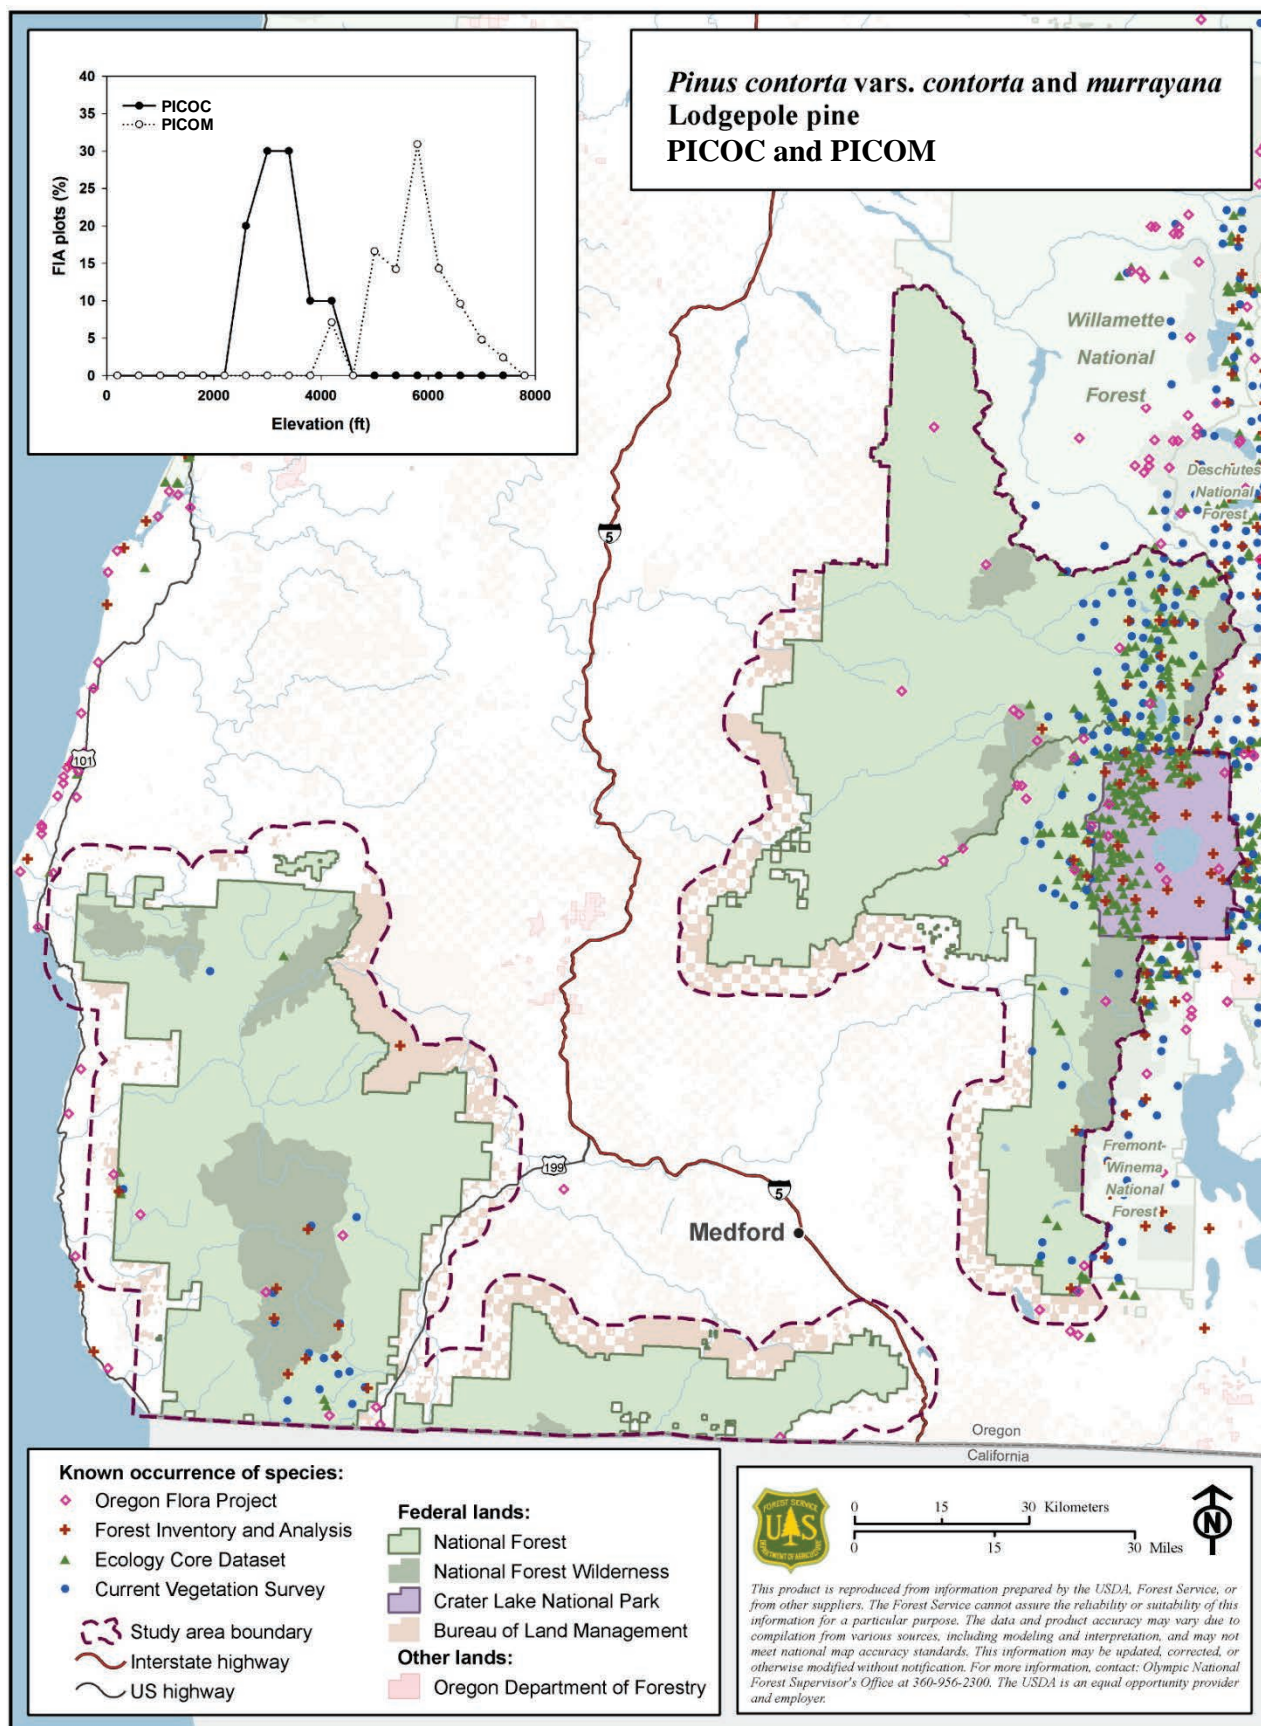 40
35
30
25
20
15
10
5
0
FIA plots (%)
PICOC
PICOM
0 2000 4000 6000 8000
Elevation (ft)
Pinus contorta vars. contorta and murrayana
Lodgepole pine
PICOC and PICOM
Willamette
National
Forest
Deschutes
National
Forest
5
101
199
5
Medford
Fremont-
Winema
National
Forest
Oregon
California
Known occurrence of species:
Oregon Flora Project
Forest Inventory and Analysis
Ecology Core Dataset
Current Vegetation Survey
Study area boundary
Interstate highway
US highway
Federal lands:
National Forest
National Forest Wilderness
Crater Lake National Park
Bureau of Land Management
Other lands:
Oregon Department of Forestry
FOREST SERVICE
UAS
DEPARTMENT OF AGRICULTURE
0 15 30 Kilometers
0 15 30 Miles
N
This product is reproduced from information prepared by the USDA, Forest Service, or
from other suppliers. The Forest Service cannot assure the reliability or suitability of this
information for a particular purpose. The data and product accuracy may vary due to
compilation from various sources, including modeling and interpretation, and may not
meet national map accuracy standards. This information may be updated, corrected, or
otherwise modified without notification. For more information, contact: Olympic National
Forest Supervisor's Office at 360-956-2300. The USDA is an equal opportunity provider
and employer.